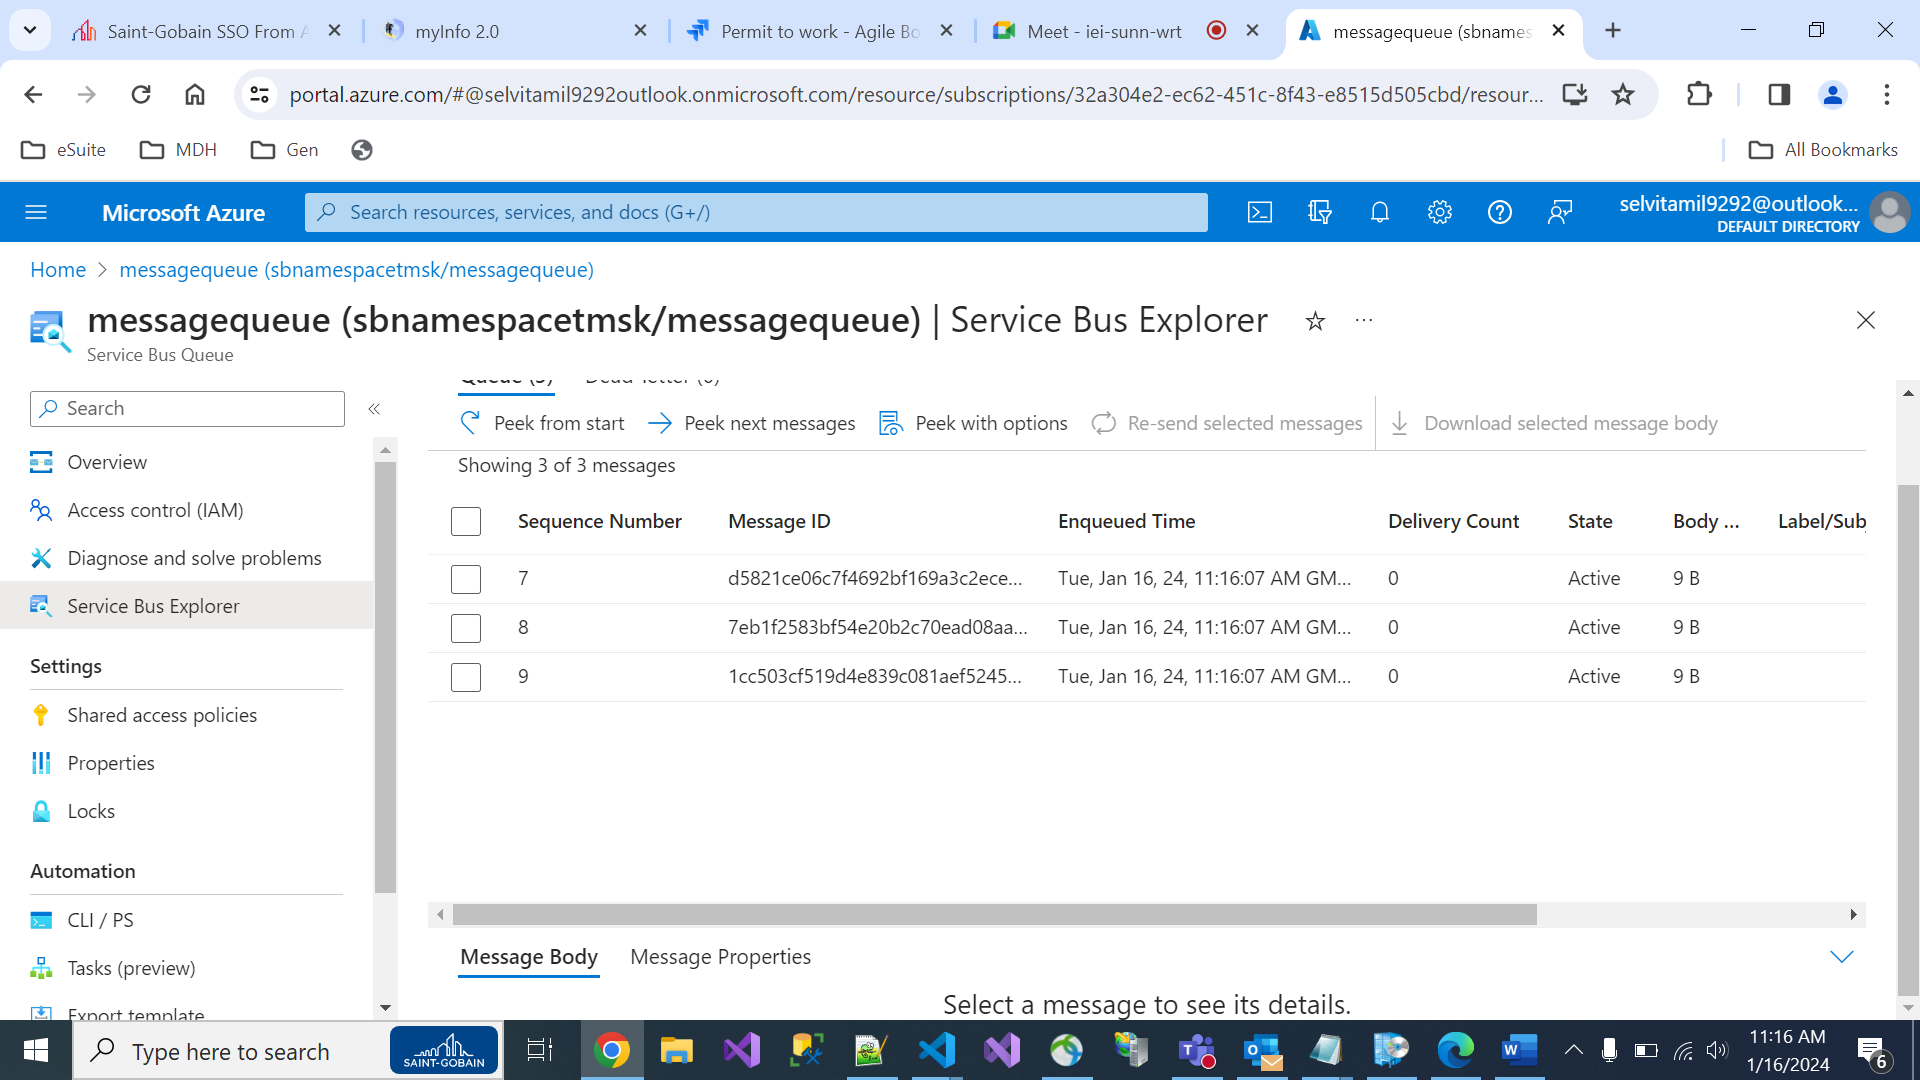 Saint-Gobain SSO From A
myInfo 2.0
Permit to work - Agile Bo
Meet - iei-sunn-wrt
messagequeue (sbnames
portal.azure.com/#@selvitamil9292outlook.onmicrosoft.com/resource/subscriptions/32a304e2-ec62-451c-8f43-e8515d505cbd/resour...
eSuite
MDH
Gen
All Bookmarks
Microsoft Azure
Search resources, services, and docs (G+/)
selvitamil9292@outlook...
DEFAULT DIRECTORY
Home > messagequeue (sbnamespacetmsk/messagequeue)
messagequeue (sbnamespacetmsk/messagequeue) | Service Bus Explorer
Service Bus Queue
Search
Overview
Access control (IAM)
Diagnose and solve problems
Service Bus Explorer
Settings
Shared access policies
Properties
Locks
Automation
CLI / PS
Tasks (preview)
Export template
Queue (3) Dead-letter (0)
Peek from start Peek next messages Peek with options Re-send selected messages Download selected message body
Showing 3 of 3 messages
Sequence Number Message ID Enqueued Time Delivery Count State Body ... Label/Sub
7 d5821ce06c7f4692bf169a3c2ece... Tue, Jan 16, 24, 11:16:07 AM GM... 0 Active 9 B
8 7eb1f2583bf54e20b2c70ead08aa... Tue, Jan 16, 24, 11:16:07 AM GM... 0 Active 9 B
9 1cc503cf519d4e839c081aef5245... Tue, Jan 16, 24, 11:16:07 AM GM... 0 Active 9 B
Message Body Message Properties
Select a message to see its details.
Type here to search
SAINT-GOBAIN
11:16 AM
1/16/2024
6